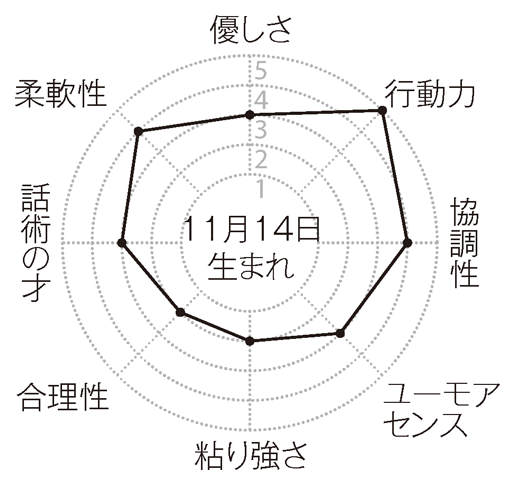 優しさ
行動力
協調性
ユーモア
センス
粘り強さ
合理性
話術の才
柔軟性
5
4
3
2
1
11月14日
生まれ